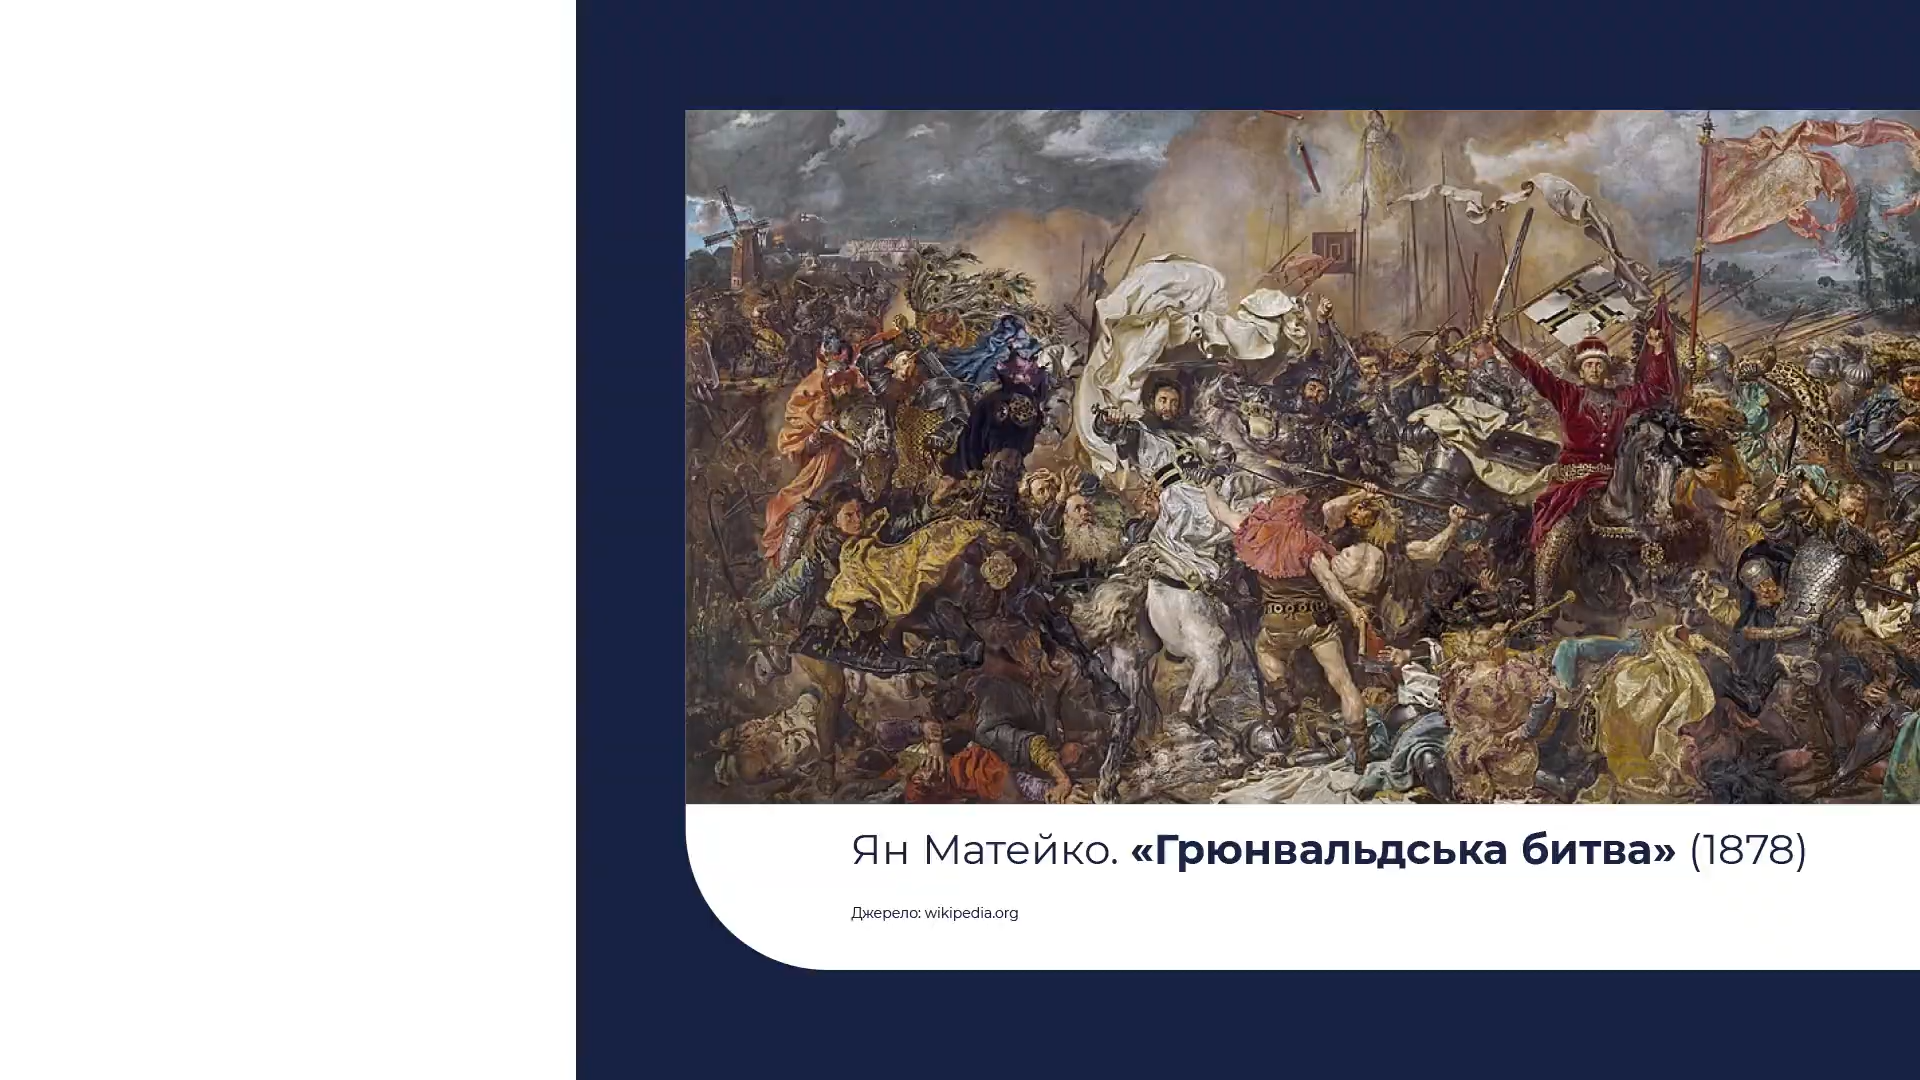 Ян Матейко. «Грюнвальдська битва» (1878)
Джерело: wikipedia.org